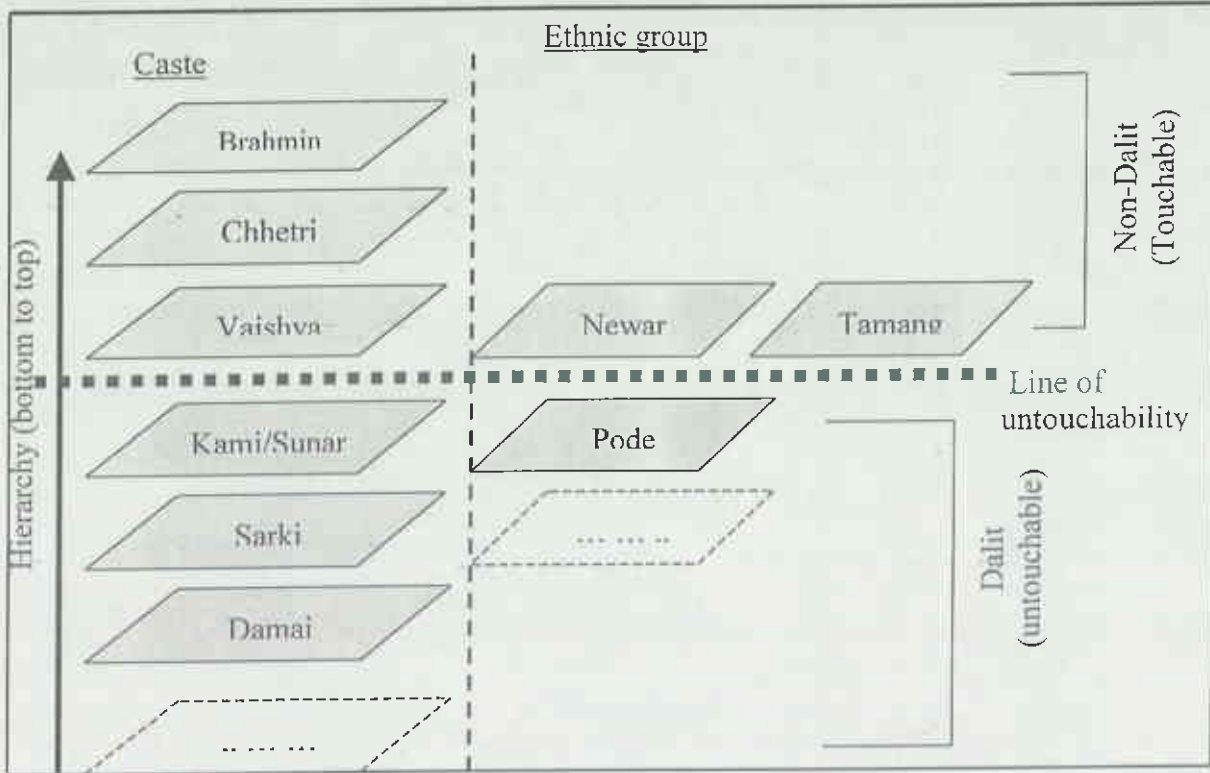 Ethnic group
Caste
Brahmin
Chhetri
Vaishya
Newar
Tamang
Line of
untouchability
Kami/Sunar
Pode
Sarki
... ... ..
Damai
.. ... ...
Hierarchy (bottom to top)
Non-Dalit
(Touchable)
Dalit
(untouchable)